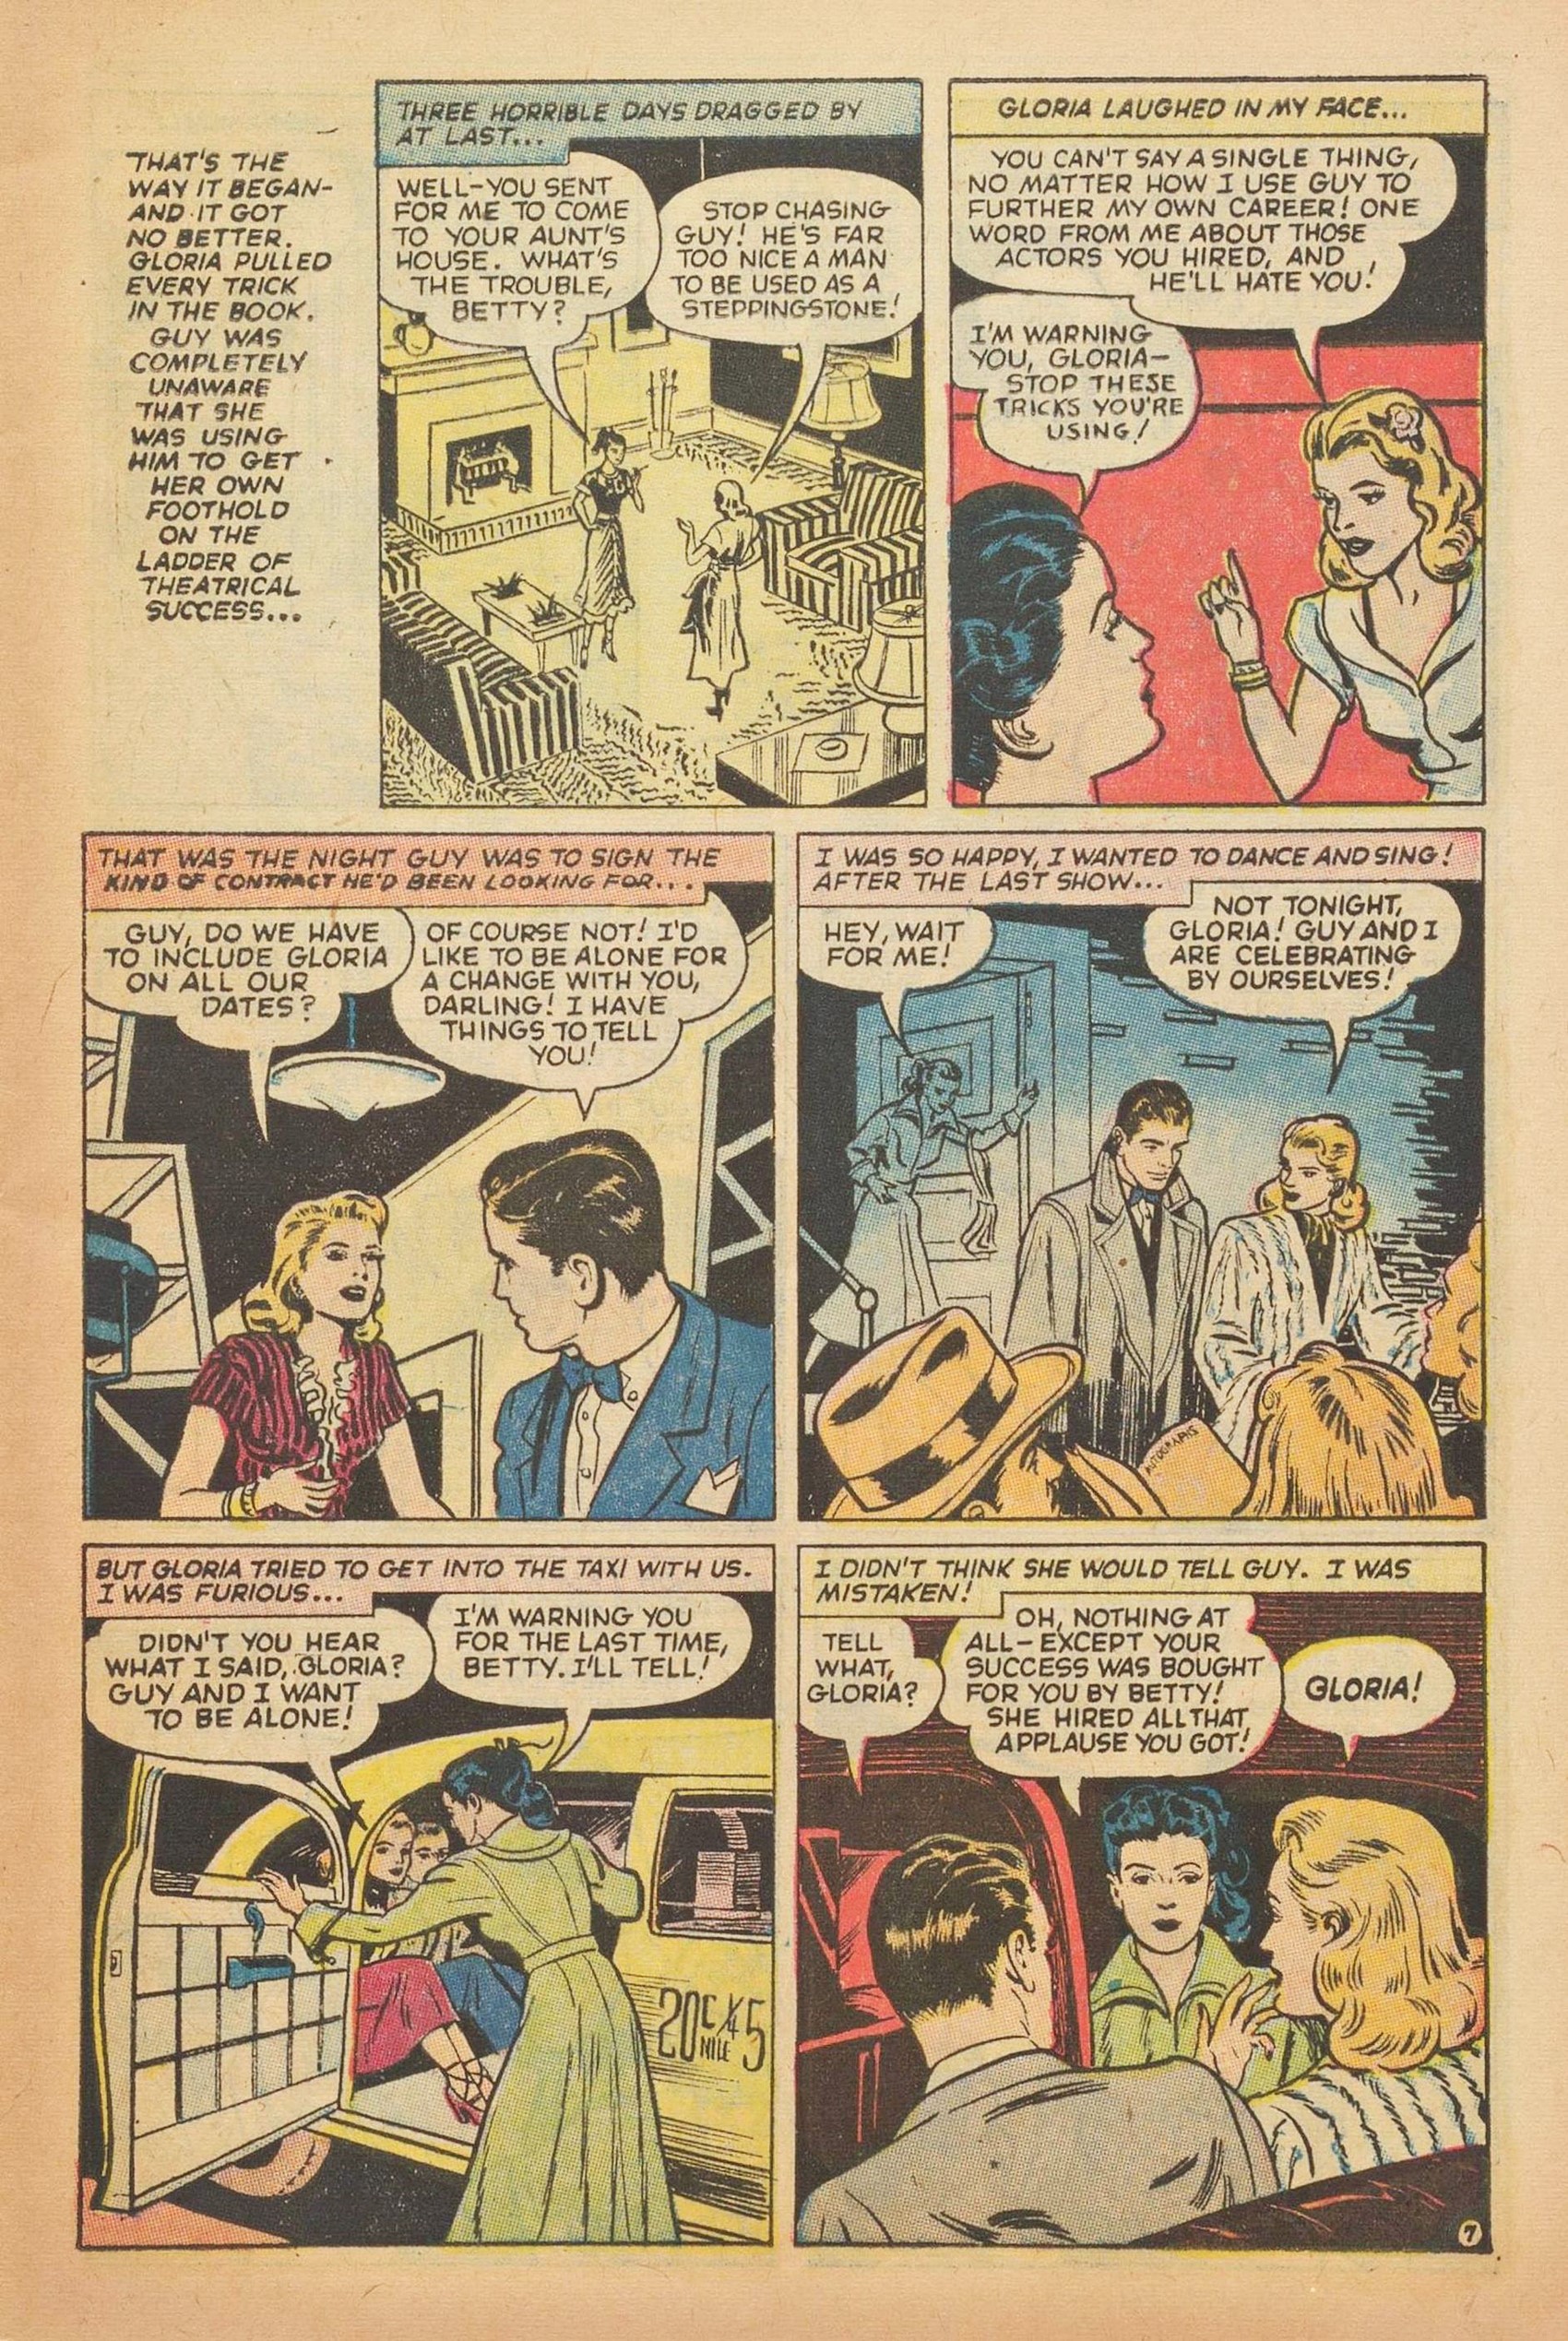 THAT'S THE
WAY IT BEGAN-
AND IT GOT
NO BETTER.
GLORIA PULLED
EVERY TRICK
IN THE BOOK.
GUY WAS
COMPLETELY
UNAWARE
THAT SHE
WAS USING
HIM TO GET
HER OWN
FOOTHOLD
ON THE
LADDER OF
THEATRICAL
SUCCESS...
THREE HORRIBLE DAYS DRAGGED BY
AT LAST...
WELL-YOU SENT
FOR ME TO COME
TO YOUR AUNT'S
HOUSE. WHAT'S
THE TROUBLE,
BETTY?
STOP CHASING
GUY! HE'S FAR
TOO NICE A MAN
TO BE USED AS A
STEPPINGSTONE!
GLORIA LAUGHED IN MY FACE...
YOU CAN'T SAY A SINGLE THING,
NO MATTER HOW I USE GUY TO
FURTHER MY OWN CAREER! ONE
WORD FROM ME ABOUT THOSE
ACTORS YOU HIRED, AND
HE'LL HATE YOU!
I'M WARNING
YOU, GLORIA-
STOP THESE
TRICKS YOU'RE
USING!
THAT WAS THE NIGHT GUY WAS TO SIGN THE
KIND OF CONTRACT HE'D BEEN LOOKING FOR...
GUY, DO WE HAVE
TO INCLUDE GLORIA
ON ALL OUR
DATES?
OF COURSE NOT! I'D
LIKE TO BE ALONE FOR
A CHANGE WITH YOU,
DARLING! I HAVE
THINGS TO TELL
YOU!
I WAS SO HAPPY, I WANTED TO DANCE AND SING!
AFTER THE LAST SHOW...
HEY, WAIT
FOR ME!
NOT TONIGHT,
GLORIA! GUY AND I
ARE CELEBRATING
BY OURSELVES!
AUTOGRAPHS
BUT GLORIA TRIED TO GET INTO THE TAXI WITH US.
I WAS FURIOUS...
DIDN'T YOU HEAR
WHAT I SAID, GLORIA?
GUY AND I WANT
TO BE ALONE!
I'M WARNING YOU
FOR THE LAST TIME,
BETTY. I'LL TELL!
20C 1/4 5
MILE
I DIDN'T THINK SHE WOULD TELL GUY. I WAS
MISTAKEN!
TELL
WHAT,
GLORIA?
OH, NOTHING AT
ALL-EXCEPT YOUR
SUCCESS WAS BOUGHT
FOR YOU BY BETTY!
SHE HIRED ALL THAT
APPLAUSE YOU GOT!
GLORIA!
7